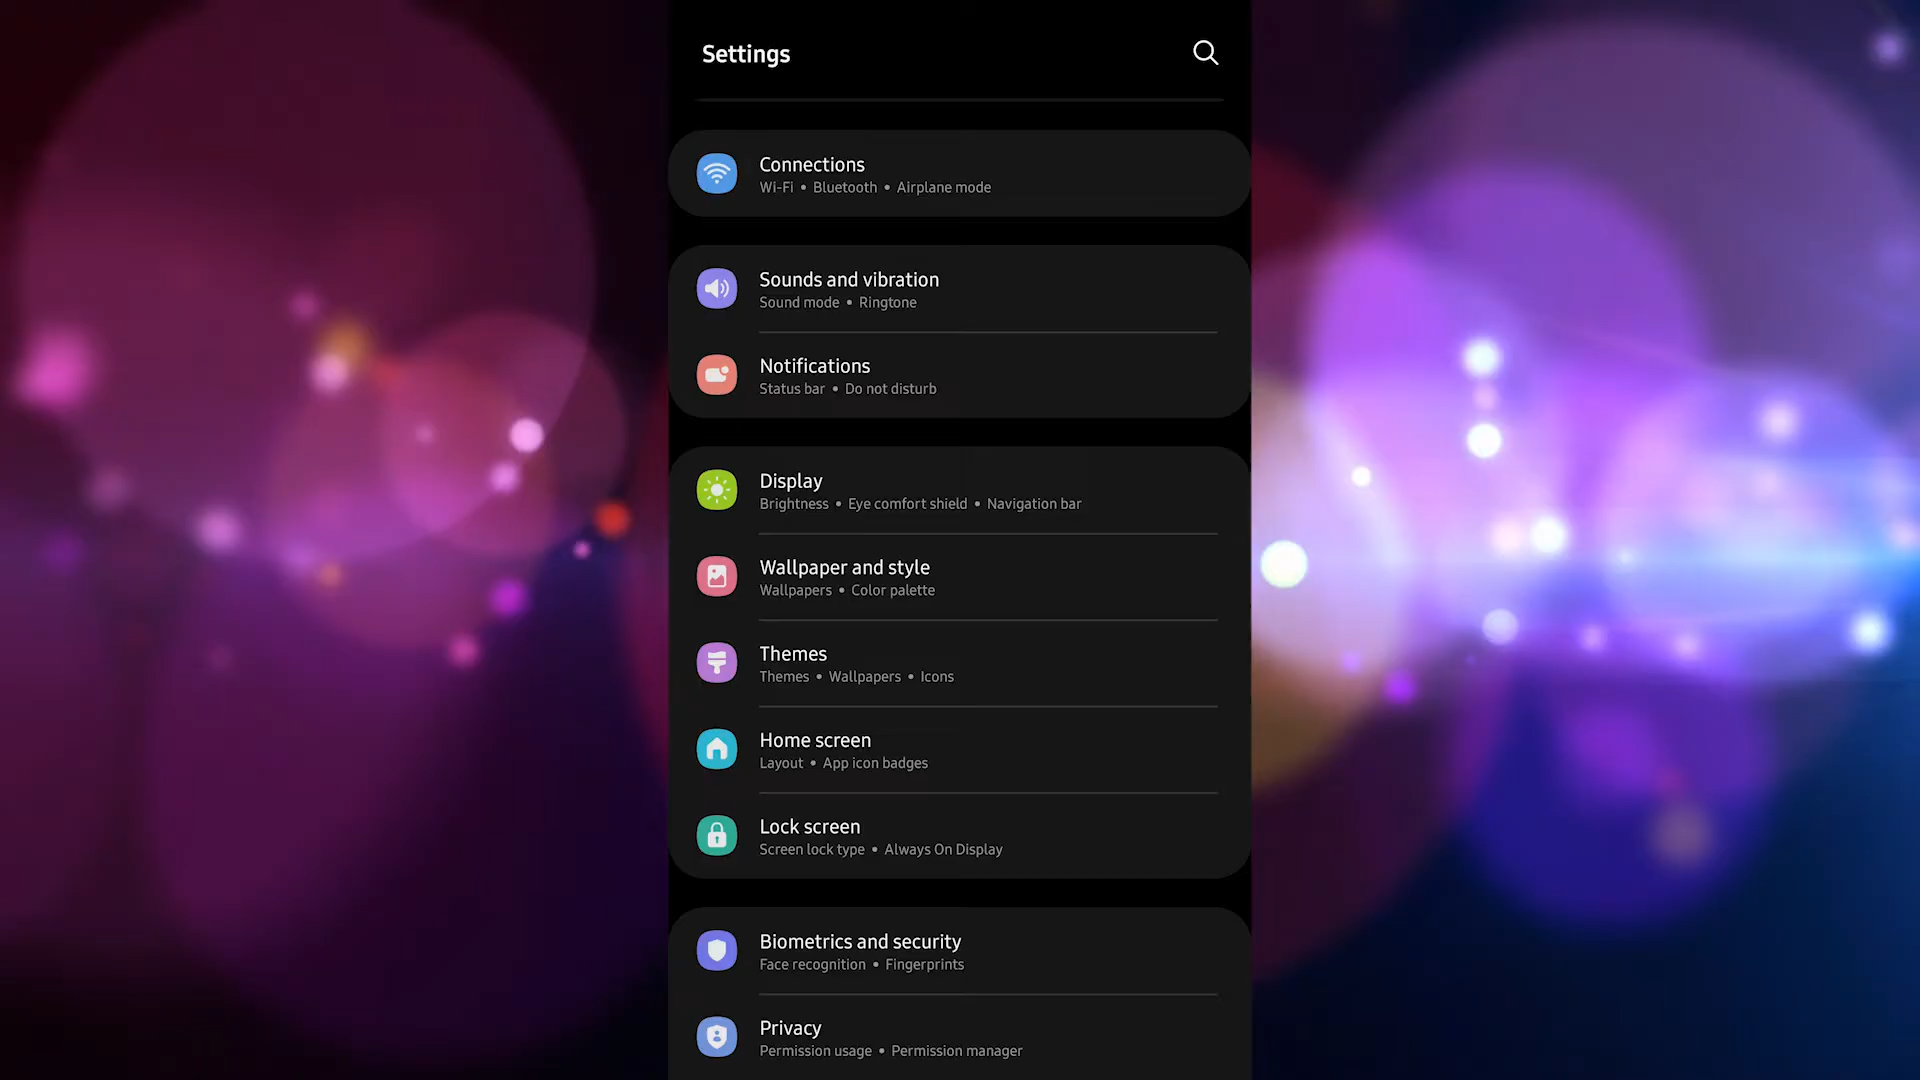 Settings
Connections
Wi-Fi • Bluetooth • Airplane mode
Sounds and vibration
Sound mode • Ringtone
Notifications
Status bar • Do not disturb
Display
Brightness • Eye comfort shield • Navigation bar
Wallpaper and style
Wallpapers • Color palette
Themes
Themes • Wallpapers • Icons
Home screen
Layout • App icon badges
Lock screen
Screen lock type • Always On Display
Biometrics and security
Face recognition • Fingerprints
Privacy
Permission usage • Permission manager